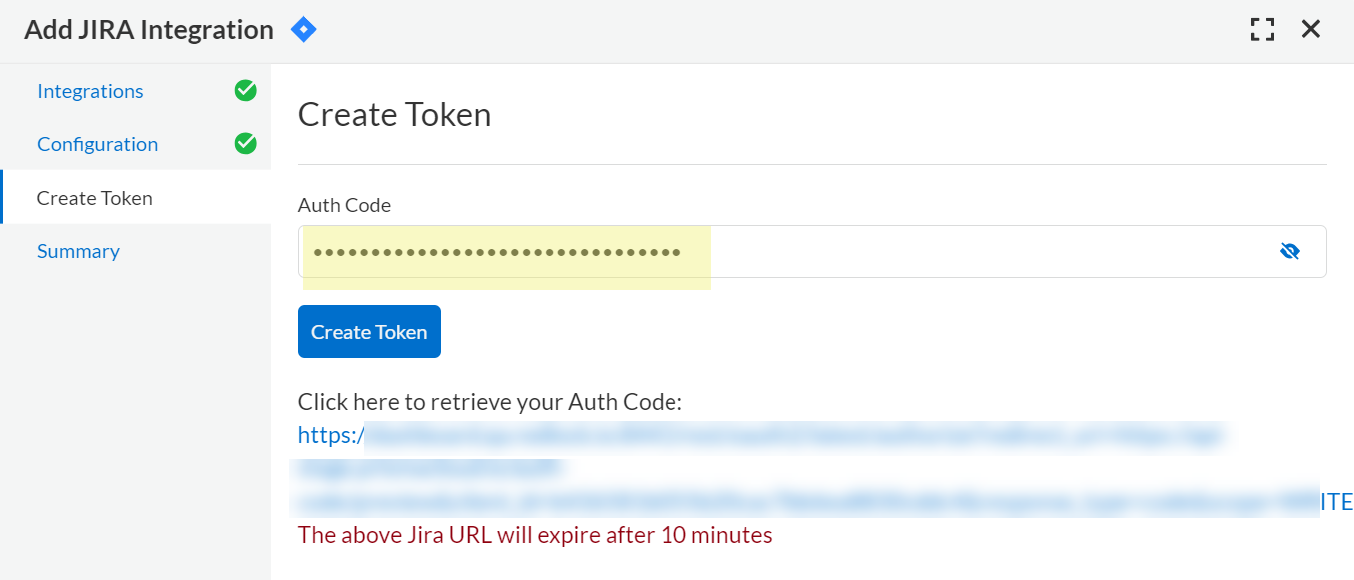 Add JIRA Integration
Integrations
Configuration
Create Token
Summary
Create Token
Auth Code
Create Token
Click here to retrieve your Auth Code:
https:/
ITE
The above Jira URL will expire after 10 minutes